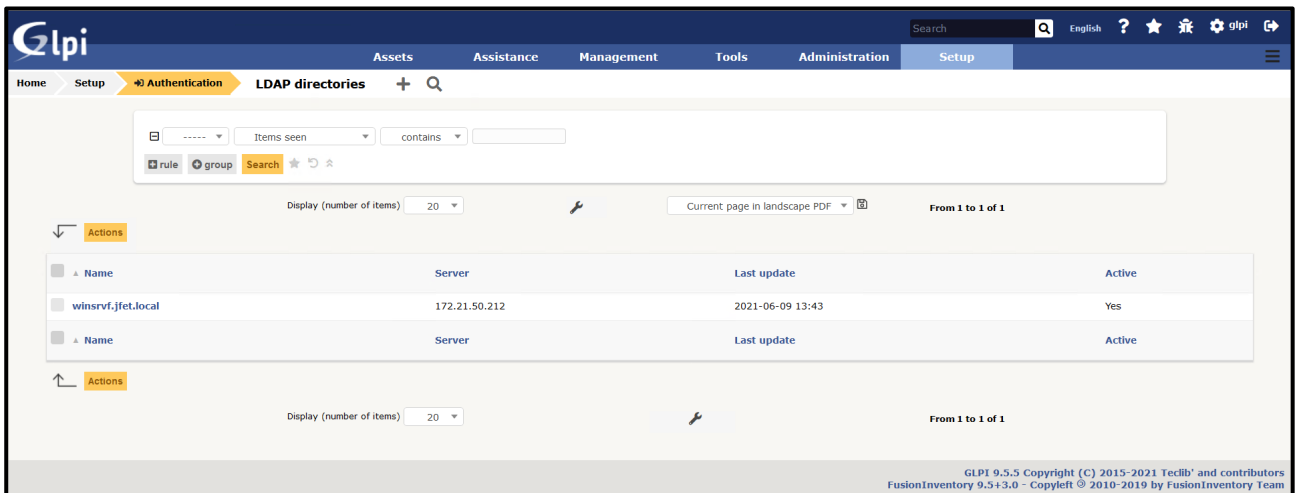 Glpi
Search English ? glpi
Assets Assistance Management Tools Administration Setup
Home Setup Authentication LDAP directories
----- Items seen contains
rule group Search
Display (number of items) 20 Current page in landscape PDF From 1 to 1 of 1
Actions
Name Server Last update Active
winsrvf.jfet.local 172.21.50.212 2021-06-09 13:43 Yes
Name Server Last update Active
Actions
Display (number of items) 20 From 1 to 1 of 1
GLPI 9.5.5 Copyright (C) 2015-2021 Teclib' and contributors
FusionInventory 9.5+3.0 - Copyleft 🄯 2010-2019 by FusionInventory Team